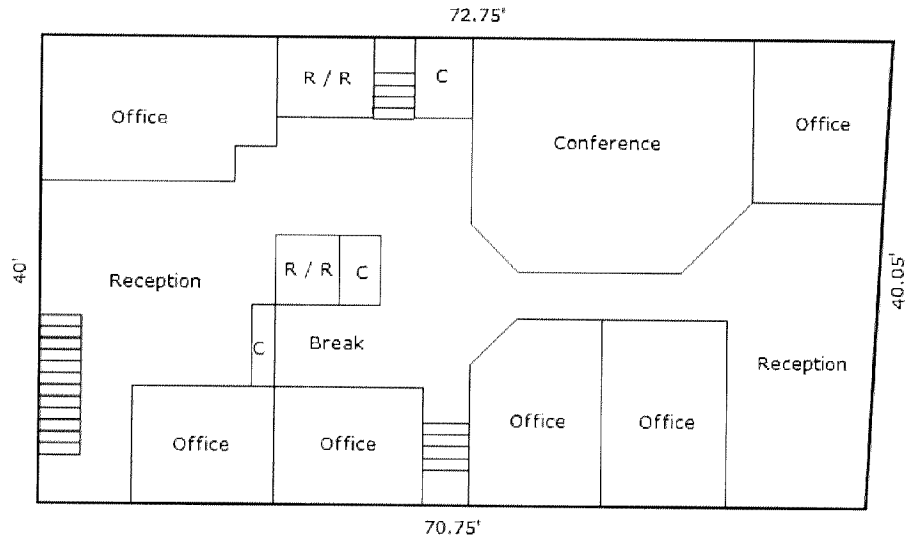 72.75'
R / R
C
Office
Office
Conference
40'
Reception
R / R
C
40.05'
C
Break
Reception
Office
Office
Office
Office
70.75'